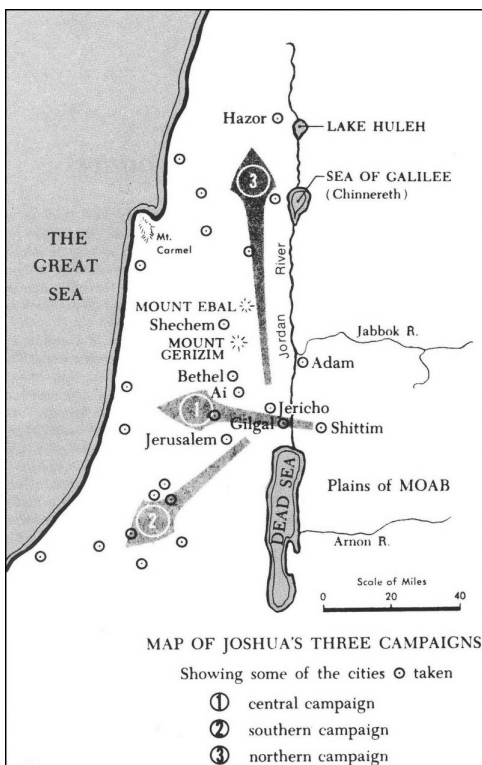 Hazor
LAKE HULEH
SEA OF GALILEE
(Chinnereth)
3
THE
GREAT
SEA
Mt.
Carmel
Jordan River
MOUNT EBAL
Shechem
MOUNT
GERIZIM
Jabbok R.
Adam
Bethel
Ai
1
Jericho
Gilgal
Shittim
Jerusalem
2
DEAD SEA
Plains of MOAB
Arnon R.
Scale of Miles
0 20 40
MAP OF JOSHUA'S THREE CAMPAIGNS
Showing some of the cities ⊙ taken
① central campaign
② southern campaign
③ northern campaign